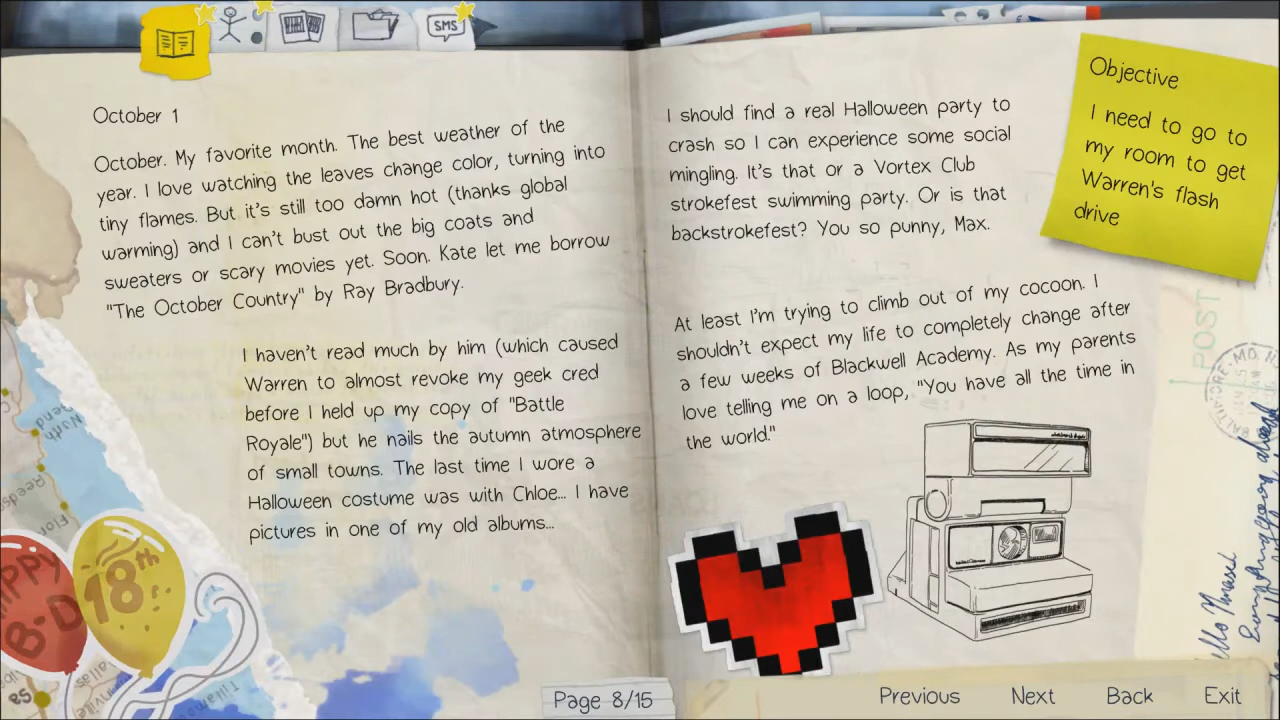 SMS
October 1
October. My favorite month. The best weather of the
year. I love watching the leaves change color, turning into
tiny flames. But it's still too damn hot (thanks global
warming) and I can't bust out the big coats and
sweaters or scary movies yet. Soon. Kate let me borrow
"The October Country" by Ray Bradbury.
I haven't read much by him (which caused
Warren to almost revoke my geek cred
before I held up my copy of "Battle
Royale") but he nails the autumn atmosphere
of small towns. The last time I wore a
Halloween costume was with Chloe... I have
pictures in one of my old albums...
I should find a real Halloween party to
crash so I can experience some social
mingling. It's that or a Vortex Club
strokefest swimming party. Or is that
backstrokefest? You so punny, Max.
At least I'm trying to climb out of my cocoon. I
shouldn't expect my life to completely change after
a few weeks of Blackwell Academy. As my parents
love telling me on a loop, "You have all the time in
the world."
Objective
I need to go to
my room to get
Warren's flash
drive
POST
North
Bend
18th
B-D
Page 8/15
Previous
Next
Back
Exit